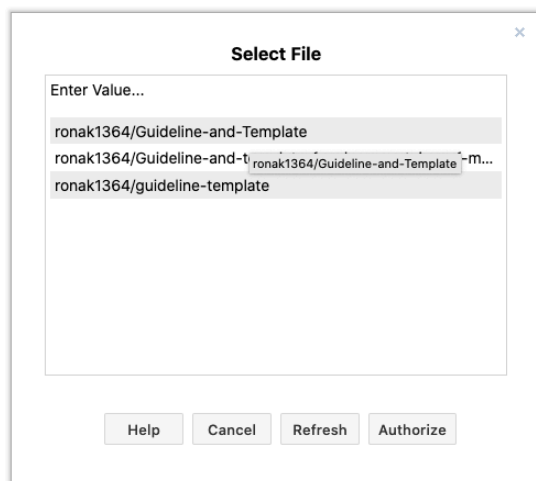 ×
Select File
Enter Value...
ronak1364/Guideline-and-Template
ronak1364/Guideline-and-t
-m...
ronak1364/Guideline-and-Template
ronak1364/guideline-template
Help Cancel Refresh Authorize